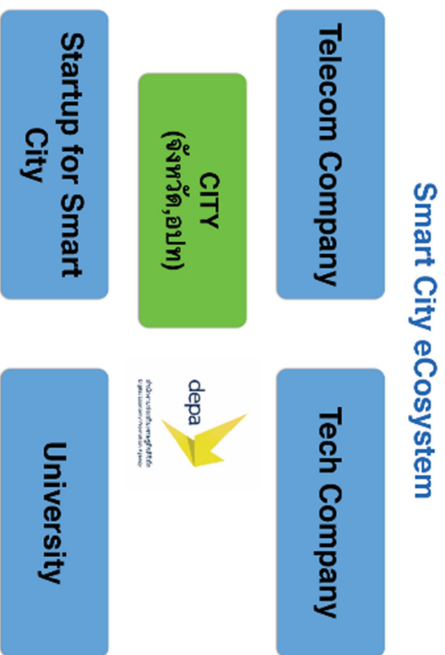 Smart City eCosystem
Telecom Company
Tech Company
CITY
(จังหวัด,อปท)
depa
Startup for Smart
City
University